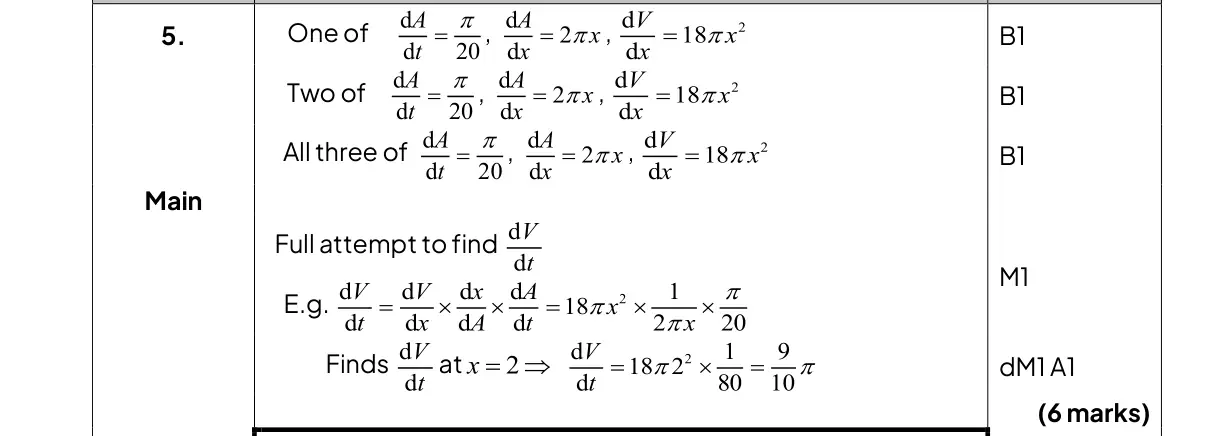 5. One of dA/dt = π/20, dA/dx = 2πx, dV/dx = 18πx² B1
Two of dA/dt = π/20, dA/dx = 2πx, dV/dx = 18πx² B1
All three of dA/dt = π/20, dA/dx = 2πx, dV/dx = 18πx² B1
Main
Full attempt to find dV/dt
M1
E.g. dV/dt = dV/dx × dx/dA × dA/dt = 18πx² × 1/2πx × π/20
Finds dV/dt at x = 2 ⇒ dV/dt = 18π2² × 1/80 = 9/10 π dM1 A1
(6 marks)